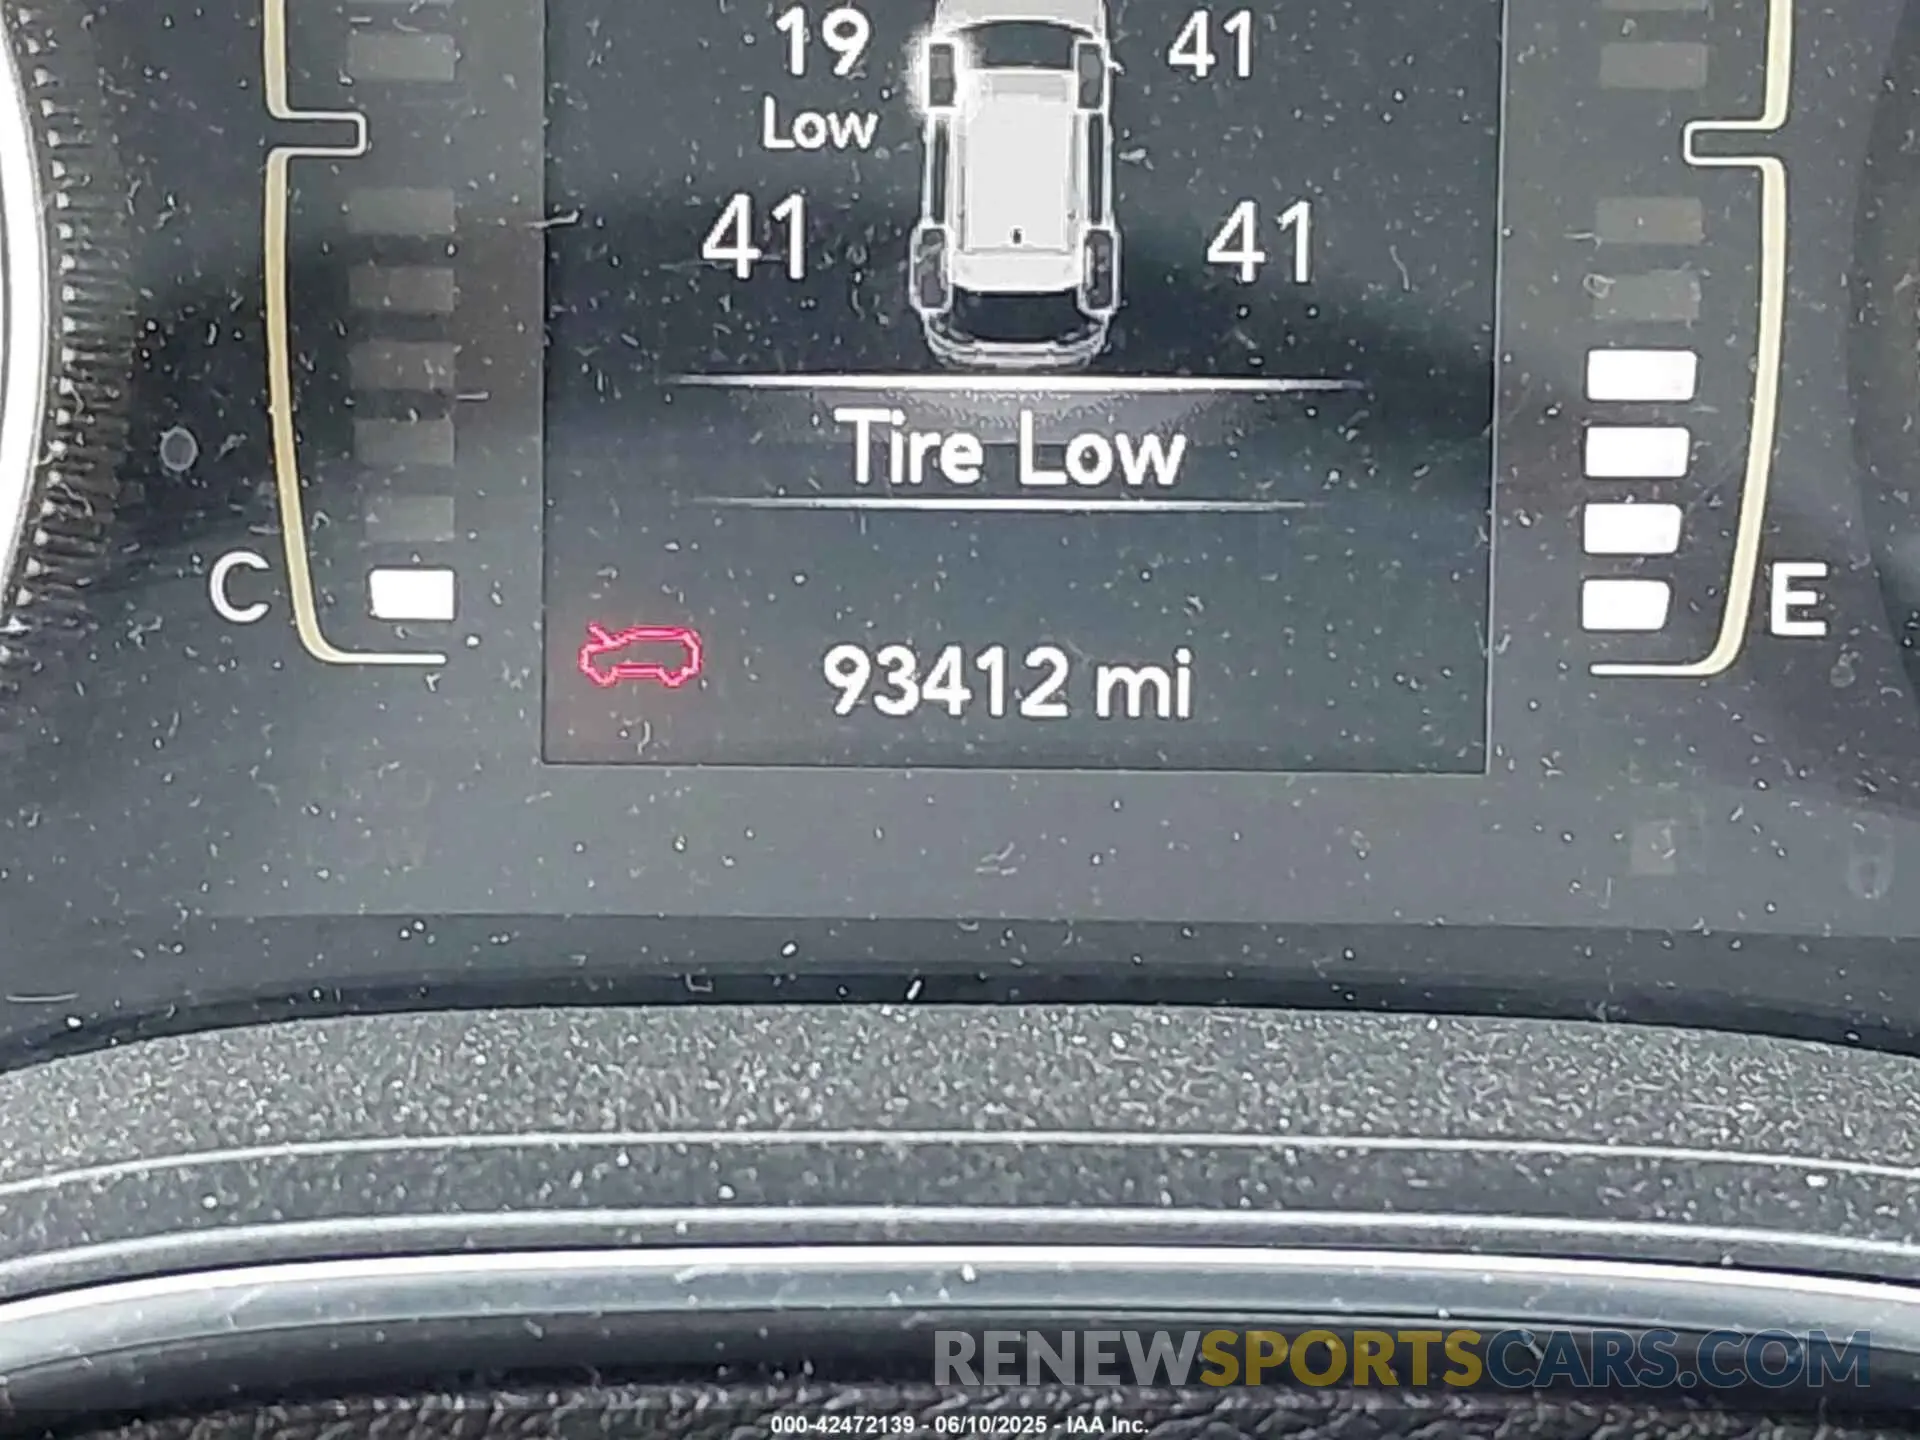 19 41
Low
41 41
Tire Low
C E
93412 mi
RENEWSPORTSCARS.COM
000-42472139 - 06/10/2025 - IAA Inc.